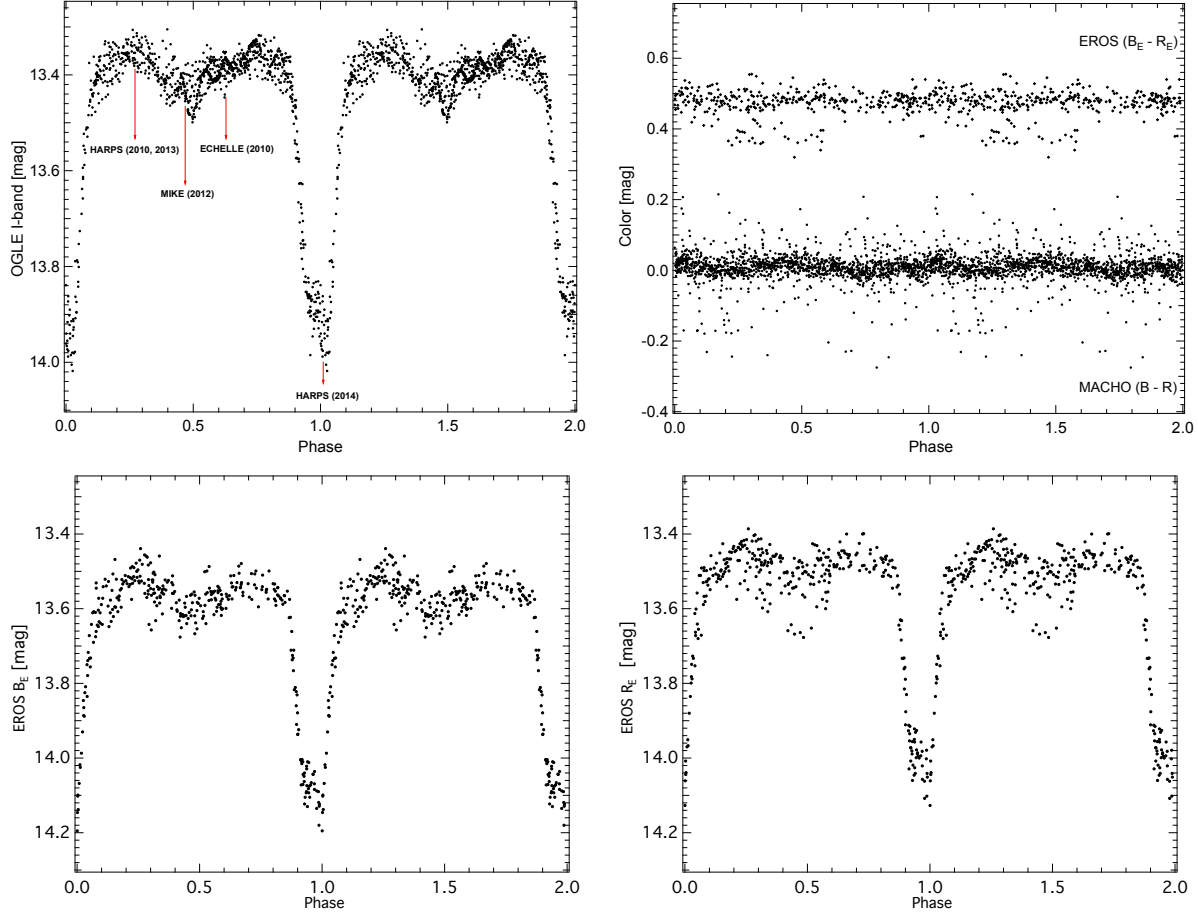 13.4
13.6
13.8
14.0
OGLE I-band [mag]
HARPS (2010, 2013)
ECHELLE (2010)
MIKE (2012)
HARPS (2014)
0.0 0.5 1.0 1.5 2.0
Phase
0.6
0.4
0.2
0.0
-0.2
-0.4
Color [mag]
EROS (B_E - R_E)
MACHO (B - R)
0.0 0.5 1.0 1.5 2.0
Phase
13.4
13.6
13.8
14.0
14.2
EROS B_E [mag]
0.0 0.5 1.0 1.5 2.0
Phase
13.4
13.6
13.8
14.0
14.2
EROS R_E [mag]
0.0 0.5 1.0 1.5 2.0
Phase